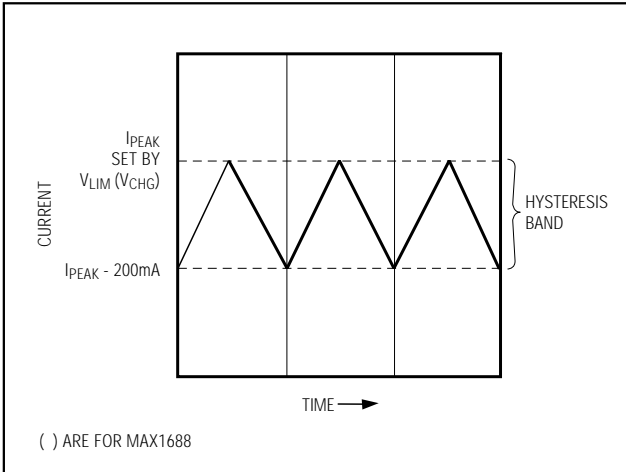 IPEAK
SET BY
VLIM (VCHG)
CURRENT
HYSTERESIS
BAND
IPEAK - 200mA
TIME
( ) ARE FOR MAX1688